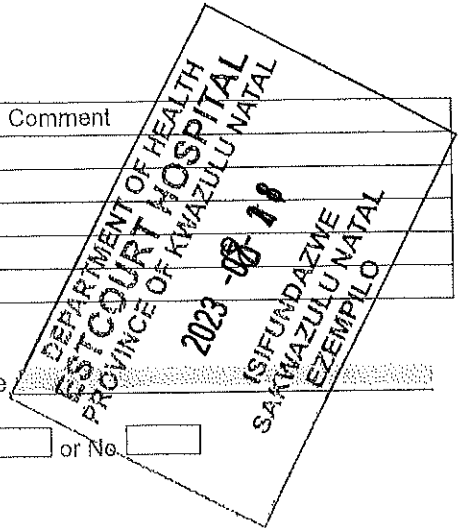 Comment
DEPARTMENT OF HEALTH
ESTCOURT HOSPITAL
PROVINCE OF KWAZULU NATAL
2023
ISIFUNDAZWE
SAKWAZULU NATAL
EZEMPILO
or No